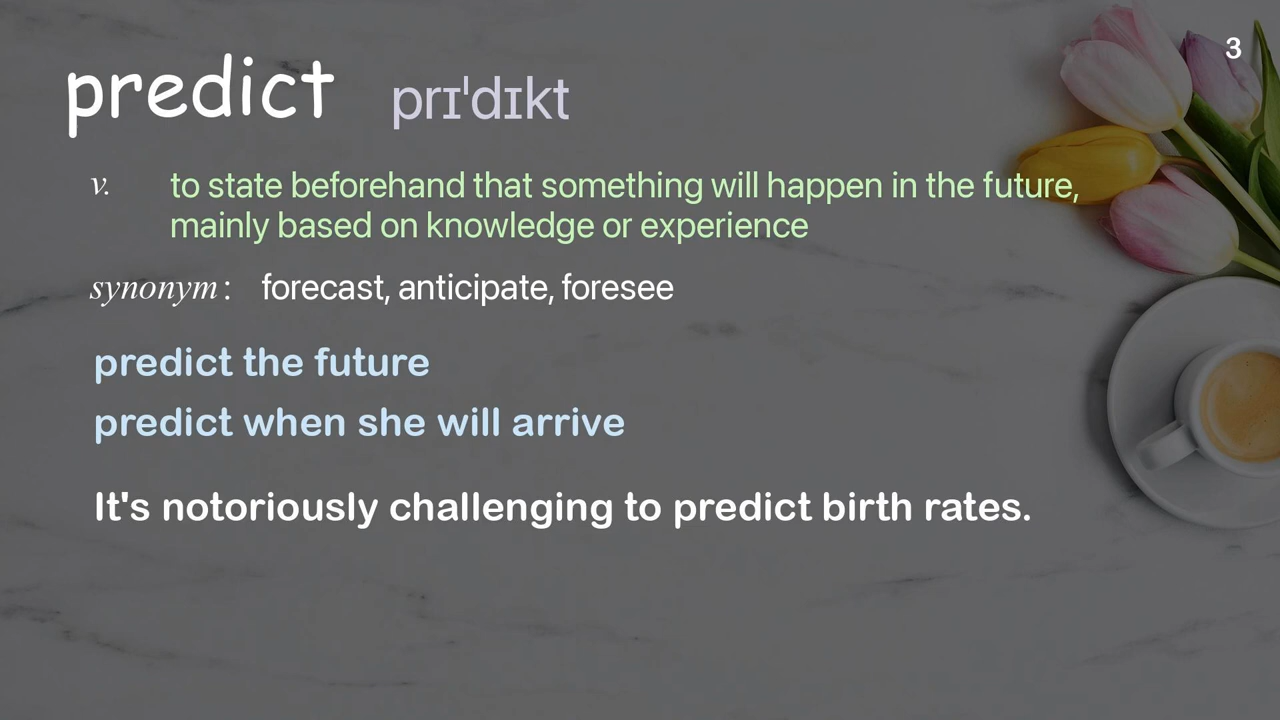 3
predict prɪˈdɪkt
v. to state beforehand that something will happen in the future,
mainly based on knowledge or experience
synonym : forecast, anticipate, foresee
predict the future
predict when she will arrive
It's notoriously challenging to predict birth rates.